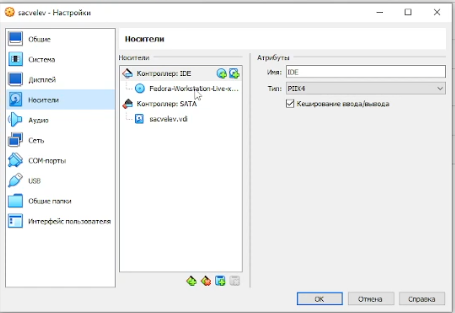 sacvelev - Настройки
Общие
Система
Дисплей
Носители
Аудио
Сеть
COM-порты
USB
Общие папки
Интерфейс пользователя
Носители
Носители
Контроллер: IDE
Fedora-Workstation-Live-x...
Контроллер: SATA
sacvelev.vdi
Атрибуты
Имя: IDE
Тип: PIIX4
Кеширование ввода/вывода
OK Отмена Справка